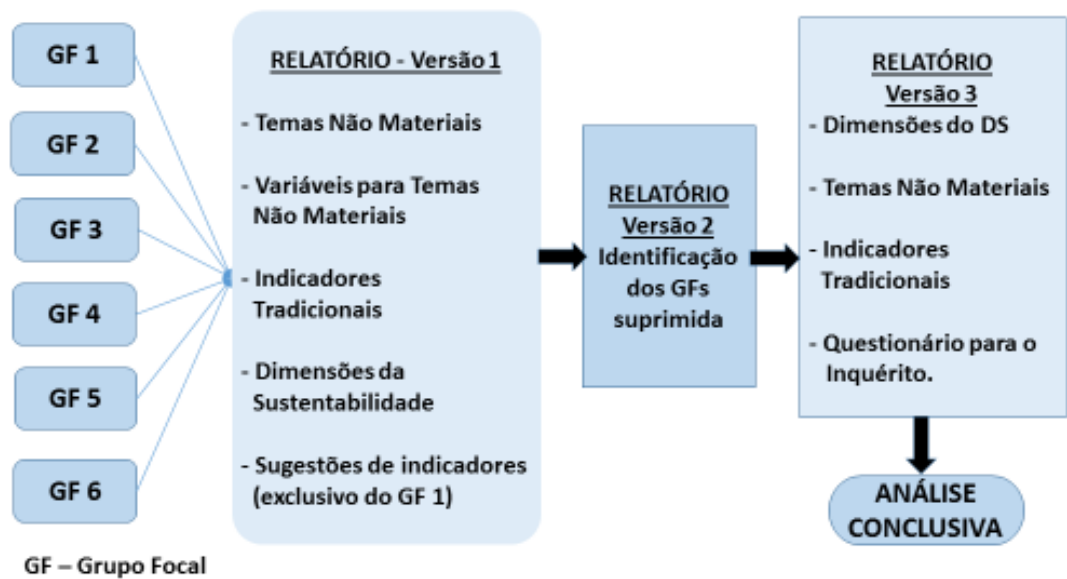 GF 1
GF 2
GF 3
GF 4
GF 5
GF 6
RELATÓRIO - Versão 1
- Temas Não Materiais
- Variáveis para Temas
Não Materiais
- Indicadores
Tradicionais
- Dimensões da
Sustentabilidade
- Sugestões de indicadores
(exclusivo do GF 1)
RELATÓRIO
Versão 2
Identificação
dos GFs
suprimida
RELATÓRIO
Versão 3
- Dimensões do DS
- Temas Não Materiais
- Indicadores
Tradicionais
- Questionário para o
Inquérito.
ANÁLISE
CONCLUSIVA
GF – Grupo Focal